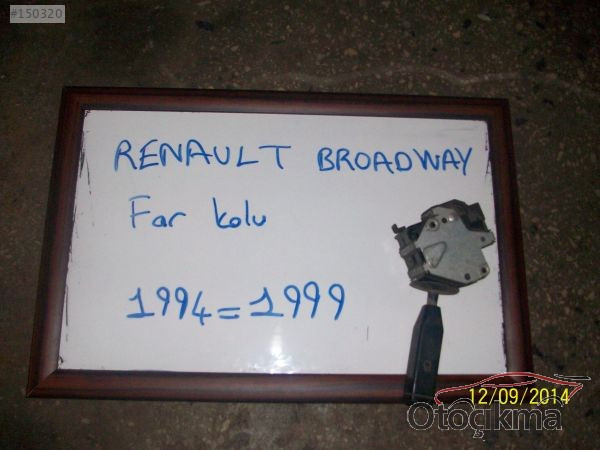 #150320
RENAULT BROADWAY
Far kolu
1994=1999
12/09/2014
Otoçıkma